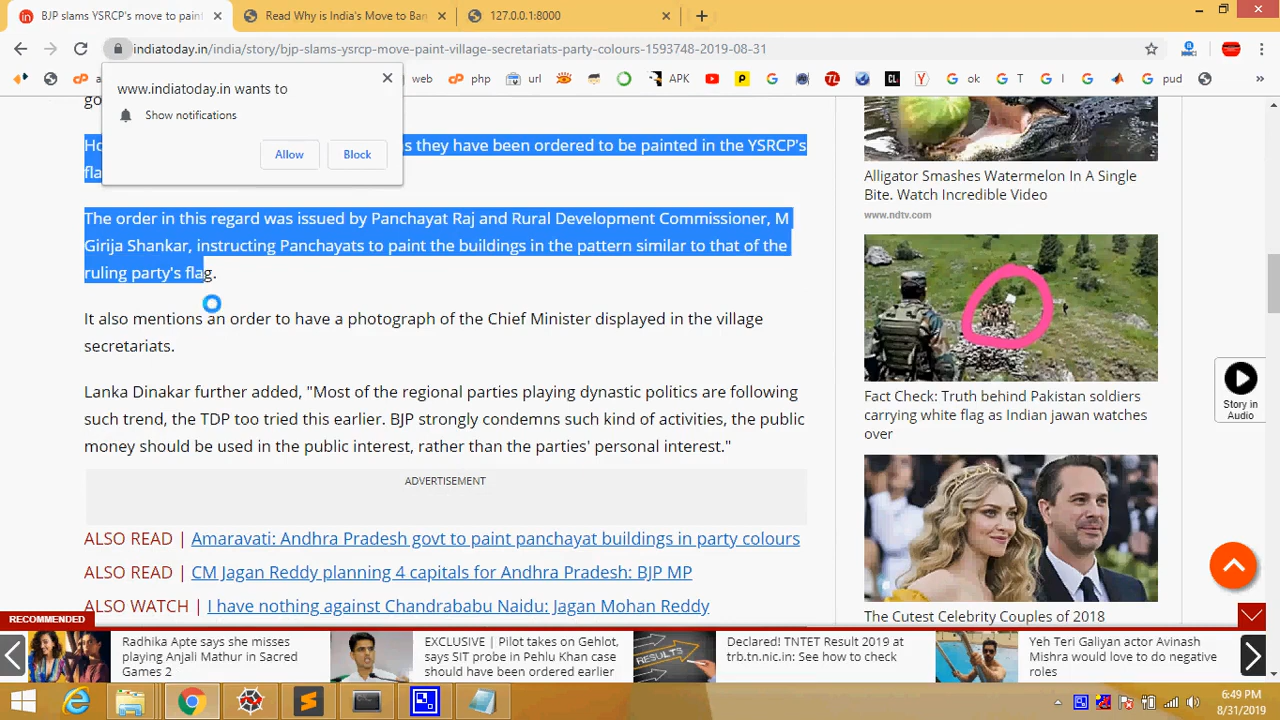 BJP slams YSRCP's move to pain
Read Why is India's Move to Ban
127.0.0.1:8000
indiatoday.in/india/story/bjp-slams-ysrcp-move-paint-village-secretariats-party-colours-1593748-2019-08-31
web
php
url
APK
ok
T
I
pud
www.indiatoday.in wants to
Show notifications
Allow
Block
s they have been ordered to be painted in the YSRCP's
The order in this regard was issued by Panchayat Raj and Rural Development Commissioner, M
Girija Shankar, instructing Panchayats to paint the buildings in the pattern similar to that of the
ruling party's flag.
It also mentions an order to have a photograph of the Chief Minister displayed in the village
secretariats.
Lanka Dinakar further added, "Most of the regional parties playing dynastic politics are following
such trend, the TDP too tried this earlier. BJP strongly condemns such kind of activities, the public
money should be used in the public interest, rather than the parties' personal interest."
ADVERTISEMENT
ALSO READ | Amaravati: Andhra Pradesh govt to paint panchayat buildings in party colours
ALSO READ | CM Jagan Reddy planning 4 capitals for Andhra Pradesh: BJP MP
ALSO WATCH | I have nothing against Chandrababu Naidu: Jagan Mohan Reddy
Alligator Smashes Watermelon In A Single
Bite. Watch Incredible Video
www.ndtv.com
Fact Check: Truth behind Pakistan soldiers
carrying white flag as Indian jawan watches
over
The Cutest Celebrity Couples of 2018
Story in
Audio
RECOMMENDED
Radhika Apte says she misses
playing Anjali Mathur in Sacred
Games 2
EXCLUSIVE | Pilot takes on Gehlot,
says SIT probe in Pehlu Khan case
should have been ordered earlier
RESULTS
Declared! TNTET Result 2019 at
trb.tn.nic.in: See how to check
Yeh Teri Galiyan actor Avinash
Mishra would love to do negative
roles
6:49 PM
8/31/2019